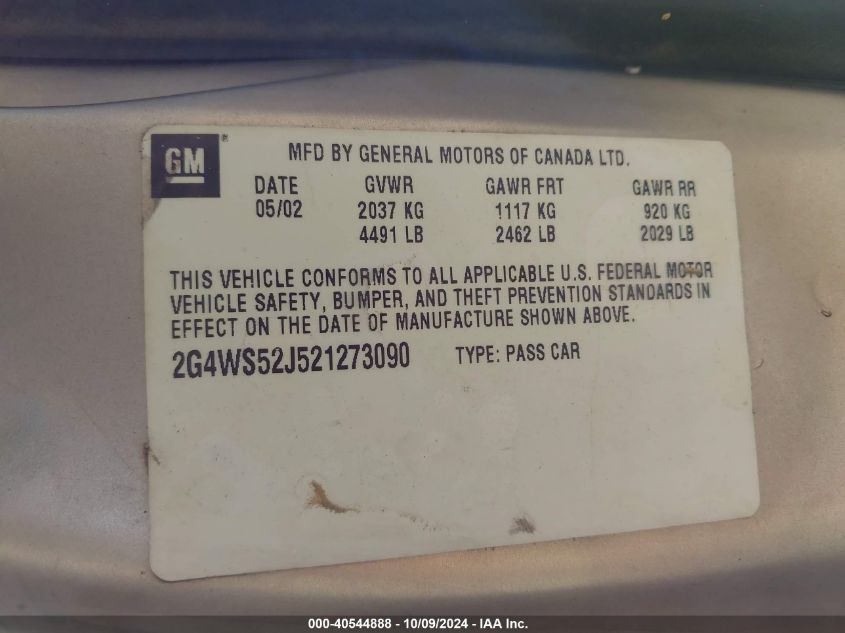 GM®
MFD BY GENERAL MOTORS OF CANADA LTD.
DATE GVWR GAWR FRT GAWR RR
05/02 2037 KG 1117 KG 920 KG
4491 LB 2462 LB 2029 LB
THIS VEHICLE CONFORMS TO ALL APPLICABLE U.S. FEDERAL MOTOR
VEHICLE SAFETY, BUMPER, AND THEFT PREVENTION STANDARDS IN
EFFECT ON THE DATE OF MANUFACTURE SHOWN ABOVE.
2G4WS52J521273090 TYPE: PASS CAR
000-40544888 - 10/09/2024 - IAA Inc.